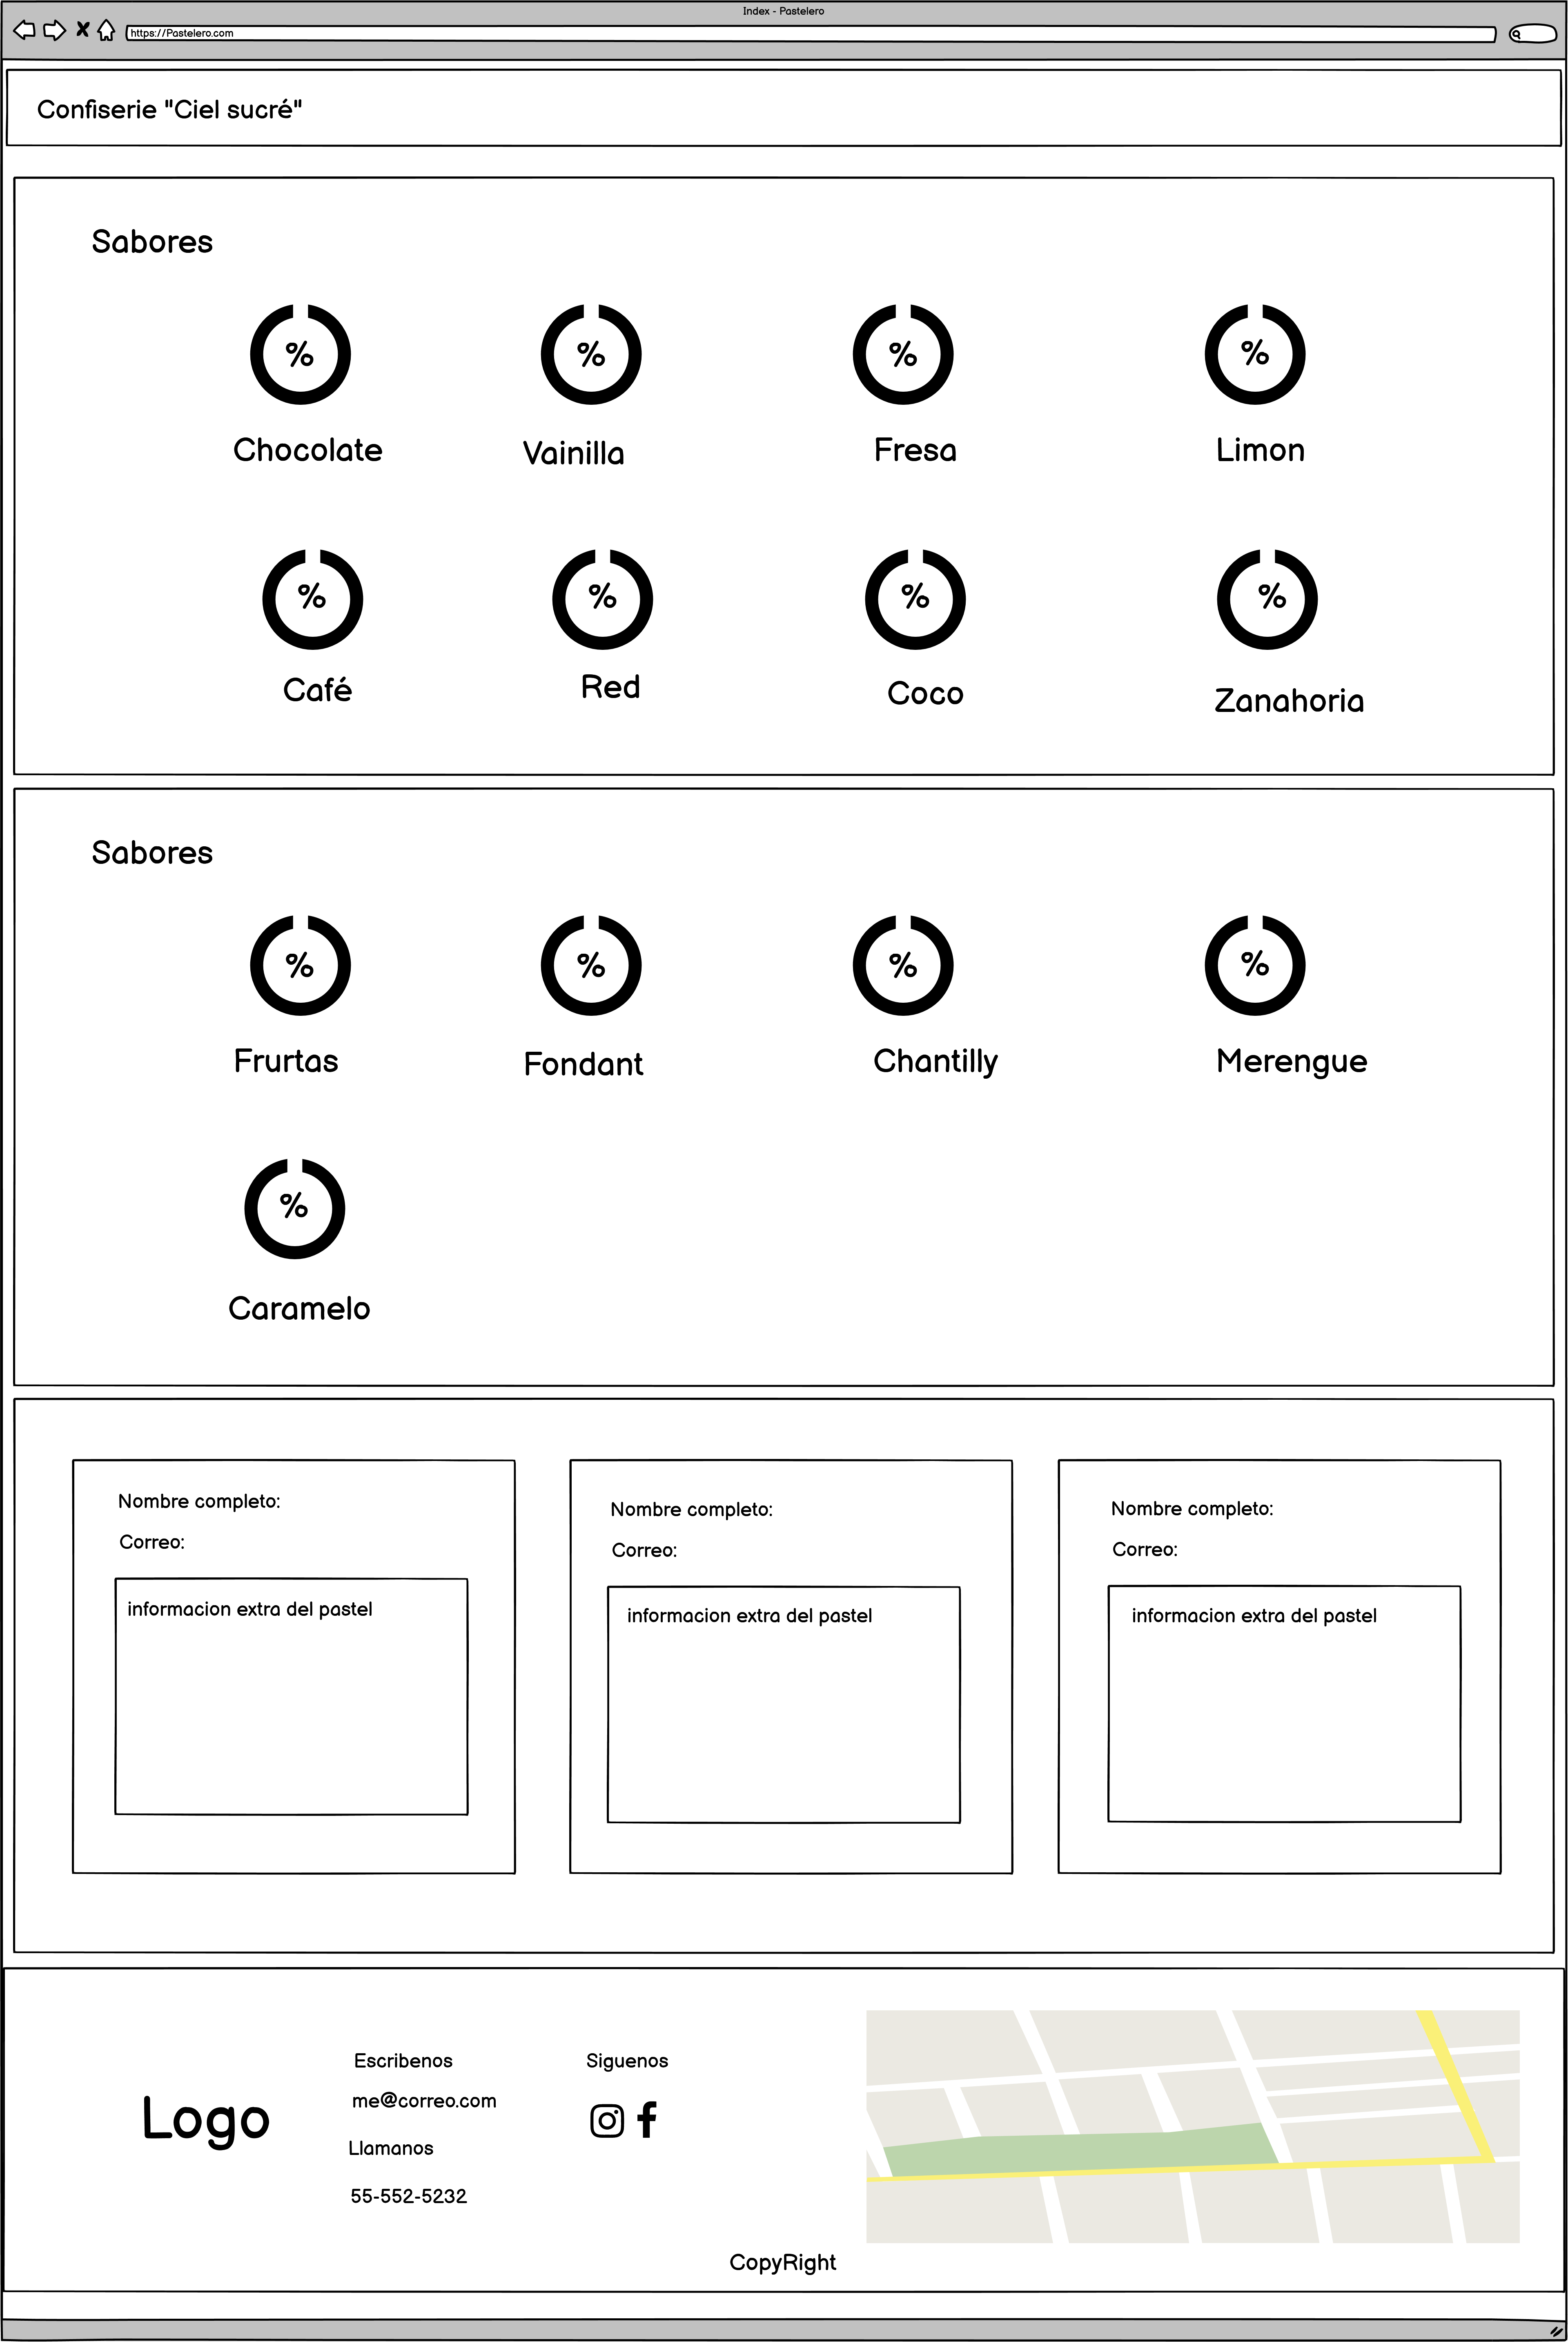 Index - Pastelero
https://Pastelero.com
Confiserie "Ciel sucré"
Sabores
% % % %
Chocolate Vainilla Fresa Limon
% % % %
Café Red Coco Zanahoria
Sabores
% % % %
Frurtas Fondant Chantilly Merengue
%
Caramelo
Nombre completo:
Correo:
informacion extra del pastel
Nombre completo:
Correo:
informacion extra del pastel
Nombre completo:
Correo:
informacion extra del pastel
Logo
Escribenos
me@correo.com
Llamanos
55-552-5232
Siguenos
CopyRight